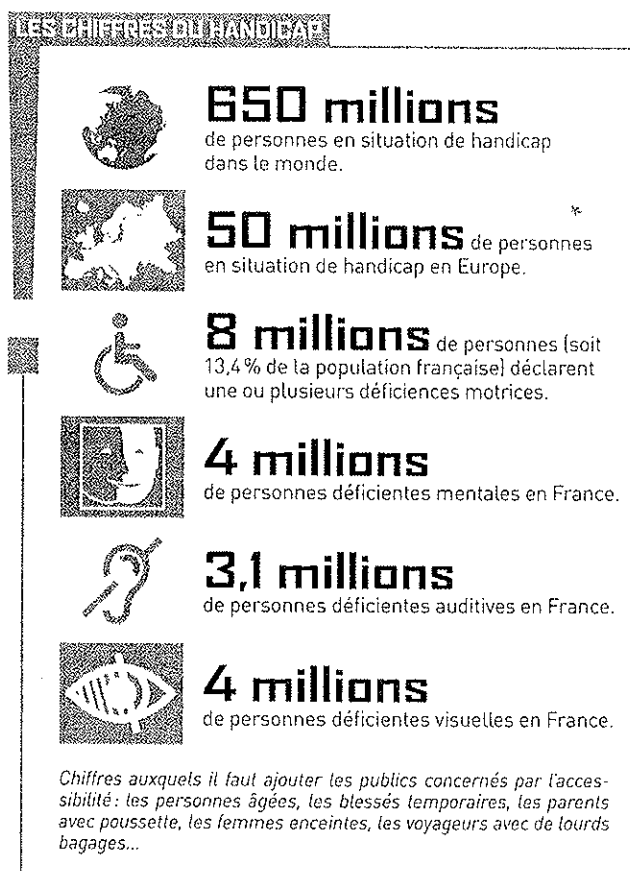 LES CHIFFRES DU HANDICAP
650 millions
de personnes en situation de handicap
dans le monde.
50 millions de personnes
en situation de handicap en Europe.
8 millions de personnes (soit
13,4 % de la population française) déclarent
une ou plusieurs déficiences motrices.
4 millions
de personnes déficientes mentales en France.
3,1 millions
de personnes déficientes auditives en France.
4 millions
de personnes déficientes visuelles en France.
Chiffres auxquels il faut ajouter les publics concernés par l'acces-
sibilité : les personnes âgées, les blessés temporaires, les parents
avec poussette, les femmes enceintes, les voyageurs avec de lourds
bagages...